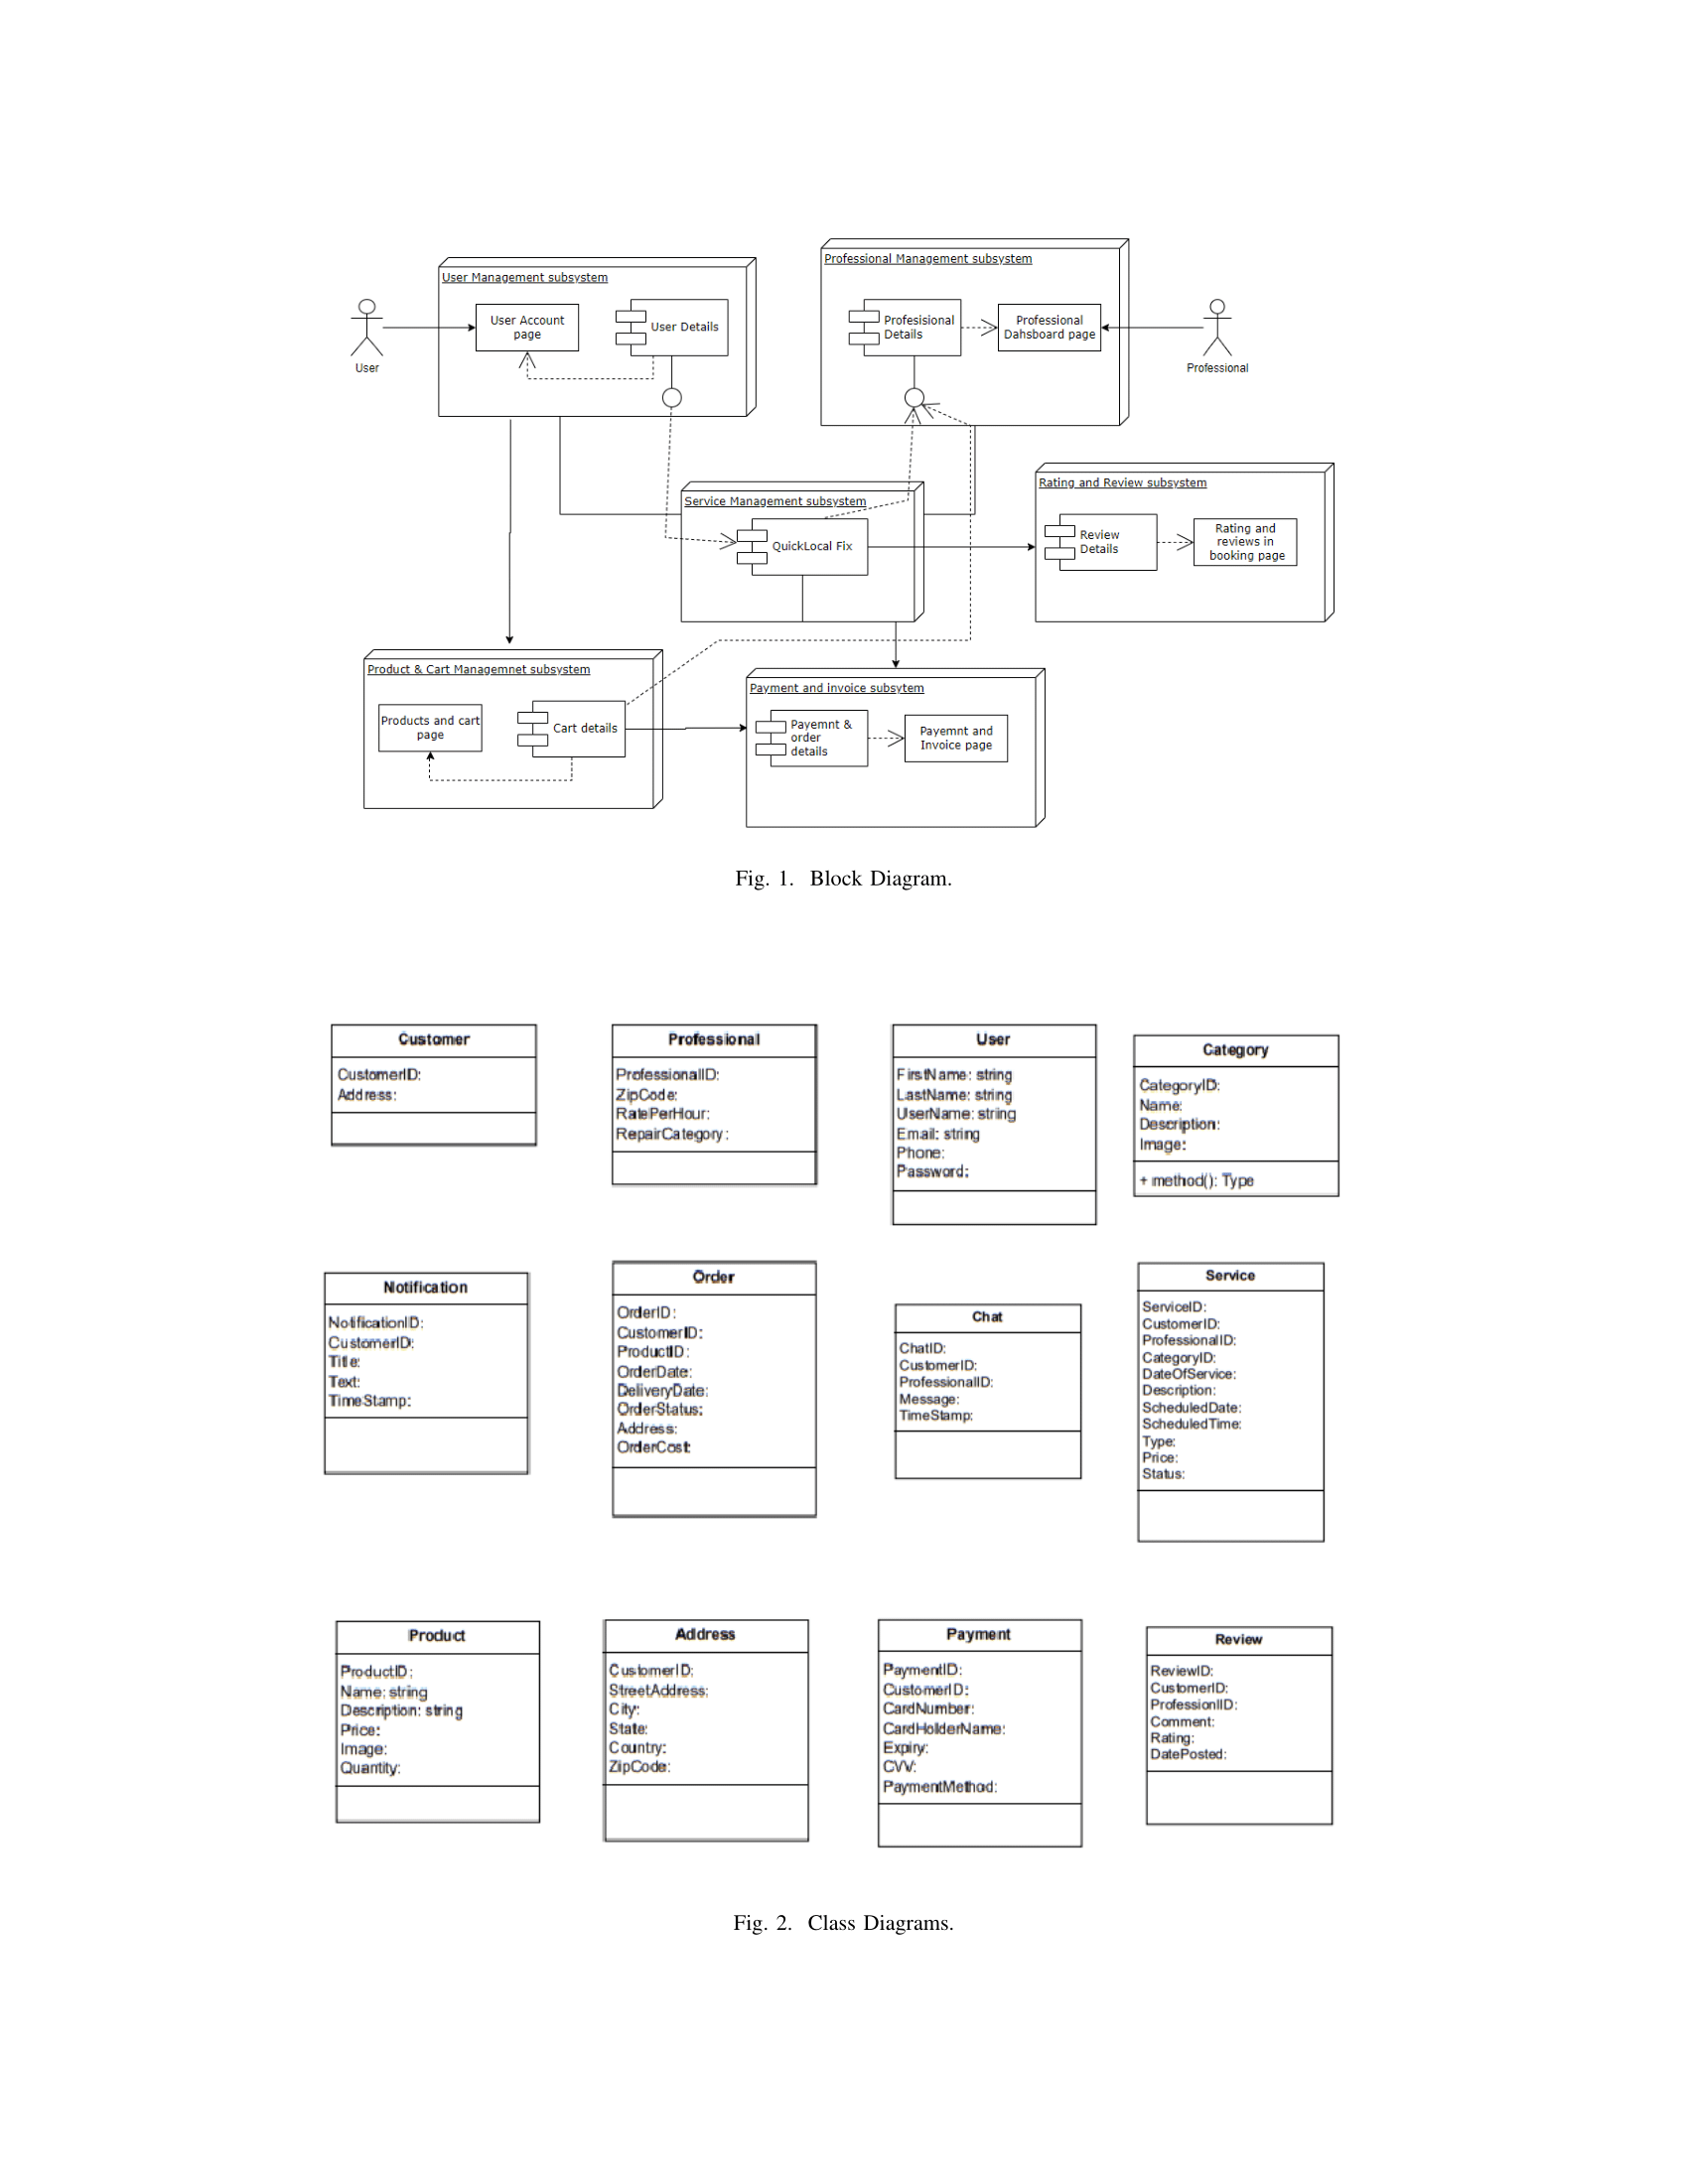 User Management subsystem
User Account
page
User Details
User
Professional Management subsystem
Profesisional
Details
Professional
Dahsboard page
Professional
Service Management subsystem
QuickLocal Fix
Rating and Review subsystem
Review
Details
Rating and
reviews in
booking page
Product & Cart Managemnet subsystem
Products and cart
page
Cart details
Payment and invoice subsytem
Payemnt &
order
details
Payemnt and
Invoice page
Fig. 1. Block Diagram.
Customer
CustomerID:
Address:
Professional
ProfessionalID:
ZipCode:
RatePerHour:
RepairCategory:
User
FirstName: string
LastName: string
UserName: string
Email: string
Phone:
Password:
Category
CategoryID:
Name:
Description:
Image:
+ method(): Type
Notification
NotificationID:
CustomerID:
Title:
Text:
TimeStamp:
Order
OrderID:
CustomerID:
ProductID:
OrderDate:
DeliveryDate:
OrderStatus:
Address:
OrderCost:
Chat
ChatID:
CustomerID:
ProfessionalID:
Message:
TimeStamp:
Service
ServiceID:
CustomerID:
ProfessionalID:
CategoryID:
DateOfService:
Description:
ScheduledDate:
ScheduledTime:
Type:
Price:
Status:
Product
ProductID:
Name: string
Description: string
Price:
Image:
Quantity:
Address
CustomerID:
StreetAddress:
City:
State:
Country:
ZipCode:
Payment
PaymentID:
CustomerID:
CardNumber:
CardHolderName:
Expiry:
CVV:
PaymentMethod:
Review
ReviewID:
CustomerID:
ProfessionlID:
Comment:
Rating:
DatePosted:
Fig. 2. Class Diagrams.